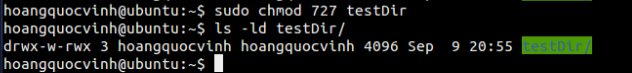 hoangquocvinh@ubuntu:~$ sudo chmod 727 testDir
hoangquocvinh@ubuntu:~$ ls -ld testDir/
drwx-w-rwx 3 hoangquocvinh hoangquocvinh 4096 Sep  9 20:55 testDir/
hoangquocvinh@ubuntu:~$